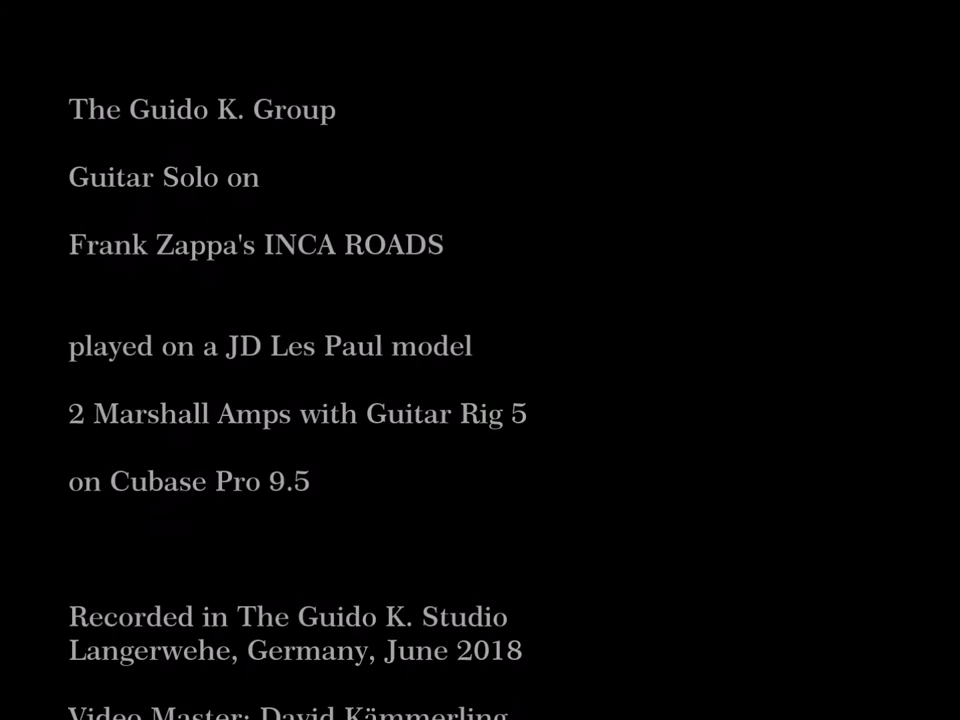 The Guido K. Group
Guitar Solo on
Frank Zappa's INCA ROADS
played on a JD Les Paul model
2 Marshall Amps with Guitar Rig 5
on Cubase Pro 9.5
Recorded in The Guido K. Studio
Langerwehe, Germany, June 2018
Video Master: David Kämmerling